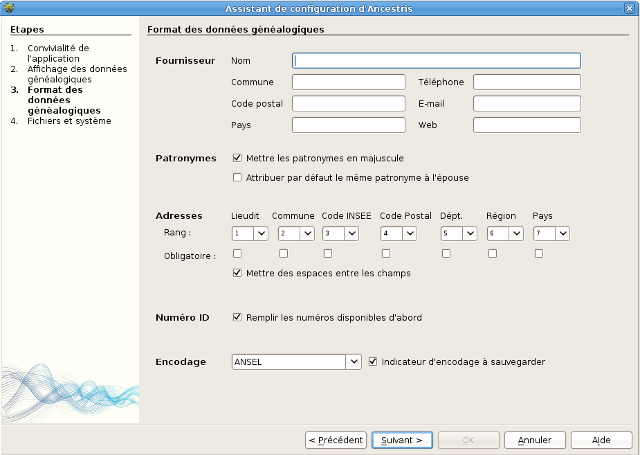 Assistant de configuration d'Ancestris
Etapes
1. Convivialité de
l'application
2. Affichage des données
généalogiques
3. Format des
données
généalogiques
4. Fichiers et système
Format des données généalogiques
Fournisseur Nom
Commune Téléphone
Code postal E-mail
Pays Web
Patronymes Mettre les patronymes en majuscule
Attribuer par défaut le même patronyme à l'épouse
Adresses Lieudit Commune Code INSEE Code Postal Dépt. Région Pays
Rang : 1 2 3 4 5 6 7
Obligatoire :
Mettre des espaces entre les champs
Numéro ID Remplir les numéros disponibles d'abord
Encodage ANSEL Indicateur d'encodage à sauvegarder
< Précédent Suivant > OK Annuler Aide